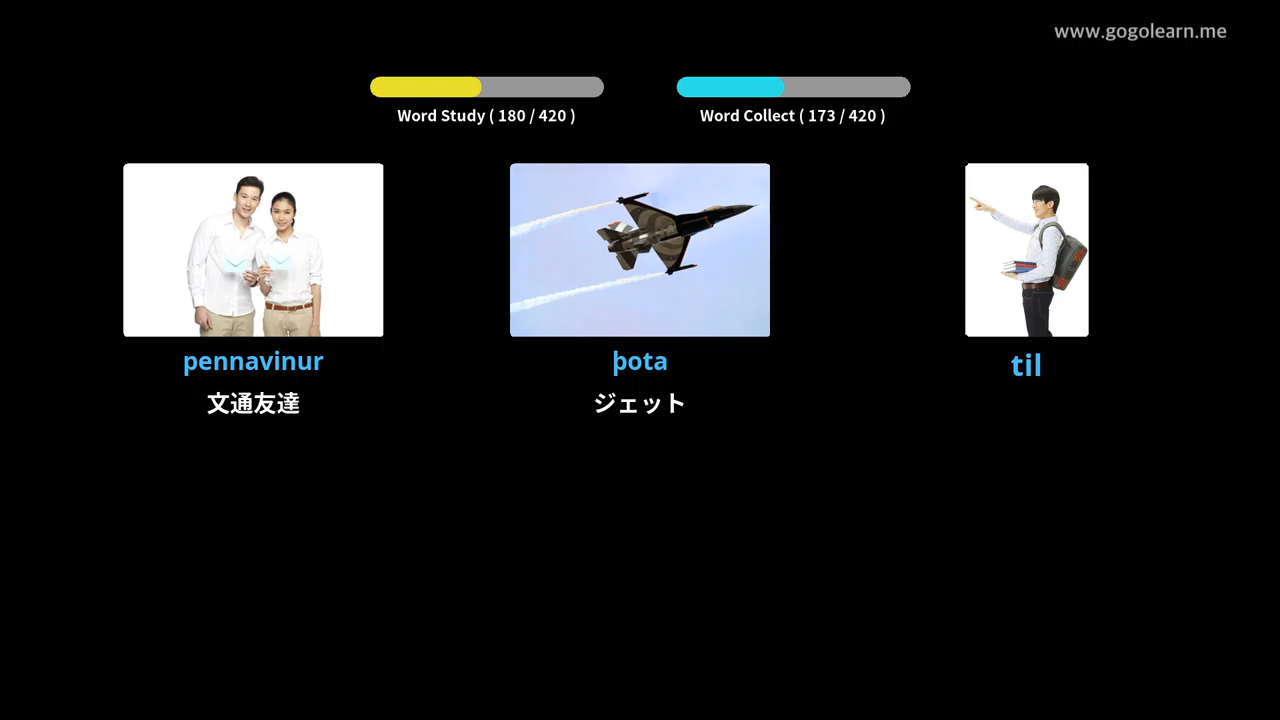 www.gogolearn.me
Word Study ( 180 / 420 )
Word Collect ( 173 / 420 )
pennavinur
þota
til
文通友達
ジェット